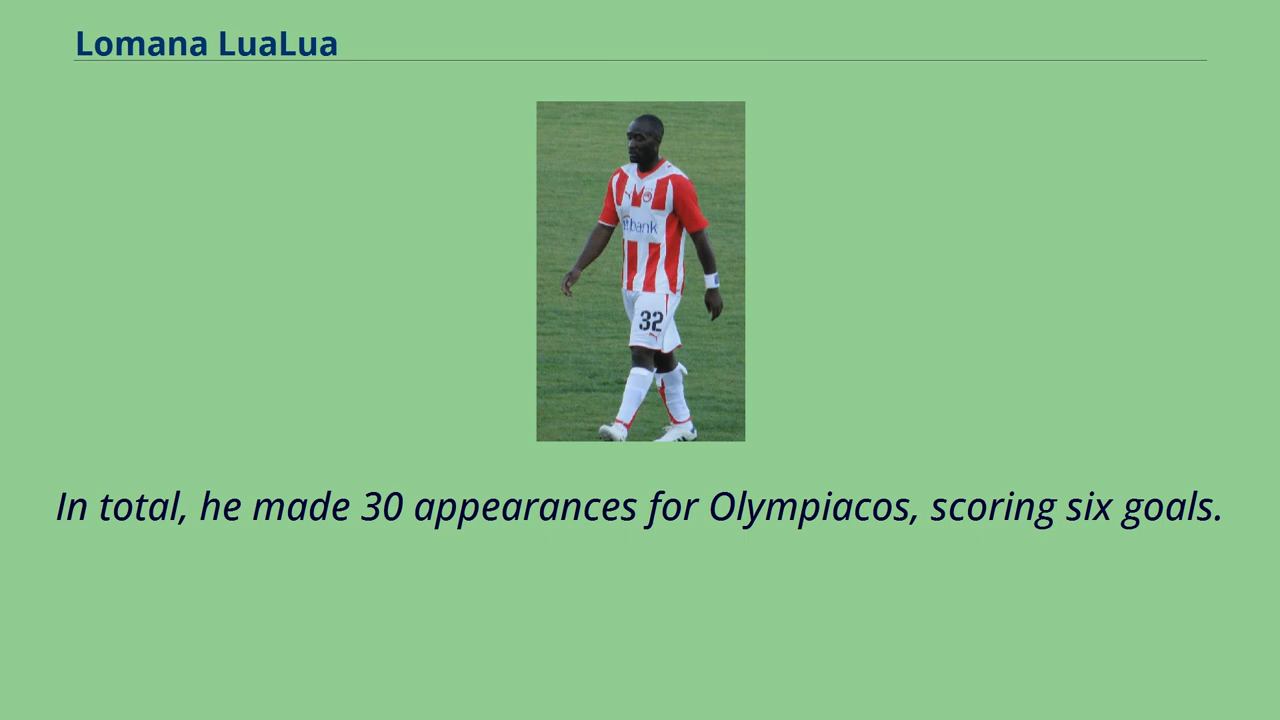 Lomana LuaLua
bank
32
In total, he made 30 appearances for Olympiacos, scoring six goals.